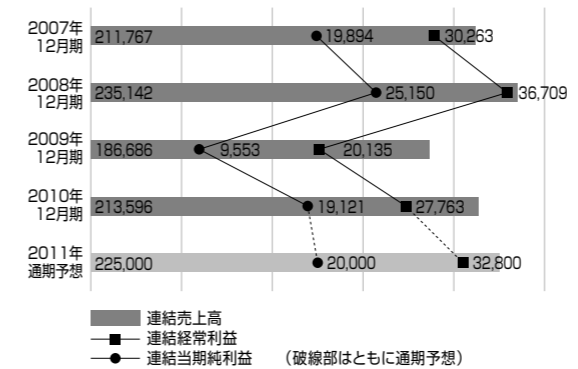 2007年
12月期
211,767 19,894 30,263
2008年
12月期
235,142 25,150 36,709
2009年
12月期
186,686 9,553 20,135
2010年
12月期
213,596 19,121 27,763
2011年
通期予想
225,000 20,000 32,800
連結売上高
連結経常利益
連結当期純利益 （破線部はともに通期予想）